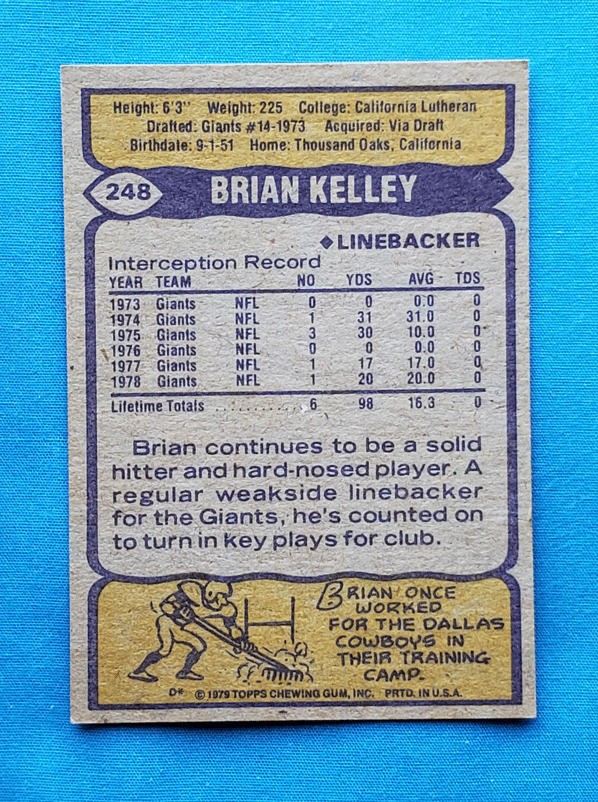 Height: 6'3" Weight: 225 College: California Lutheran
Drafted: Giants #14-1973 Acquired: Via Draft
Birthdate: 9-1-51 Home: Thousand Oaks, California
248 BRIAN KELLEY
◆LINEBACKER
Interception Record
YEAR TEAM NO YDS AVG TDS
1973 Giants NFL 0 0 0.0 0
1974 Giants NFL 1 31 31.0 0
1975 Giants NFL 3 30 10.0 0
1976 Giants NFL 0 0 0.0 0
1977 Giants NFL 1 17 17.0 0
1978 Giants NFL 1 20 20.0 0
Lifetime Totals ............ 6 98 16.3 0
Brian continues to be a solid
hitter and hard-nosed player. A
regular weakside linebacker
for the Giants, he's counted on
to turn in key plays for club.
BRIAN ONCE
WORKED
FOR THE DALLAS
COWBOYS IN
THEIR TRAINING
CAMP.
D* © 1979 TOPPS CHEWING GUM, INC. PRTD. IN U.S.A.